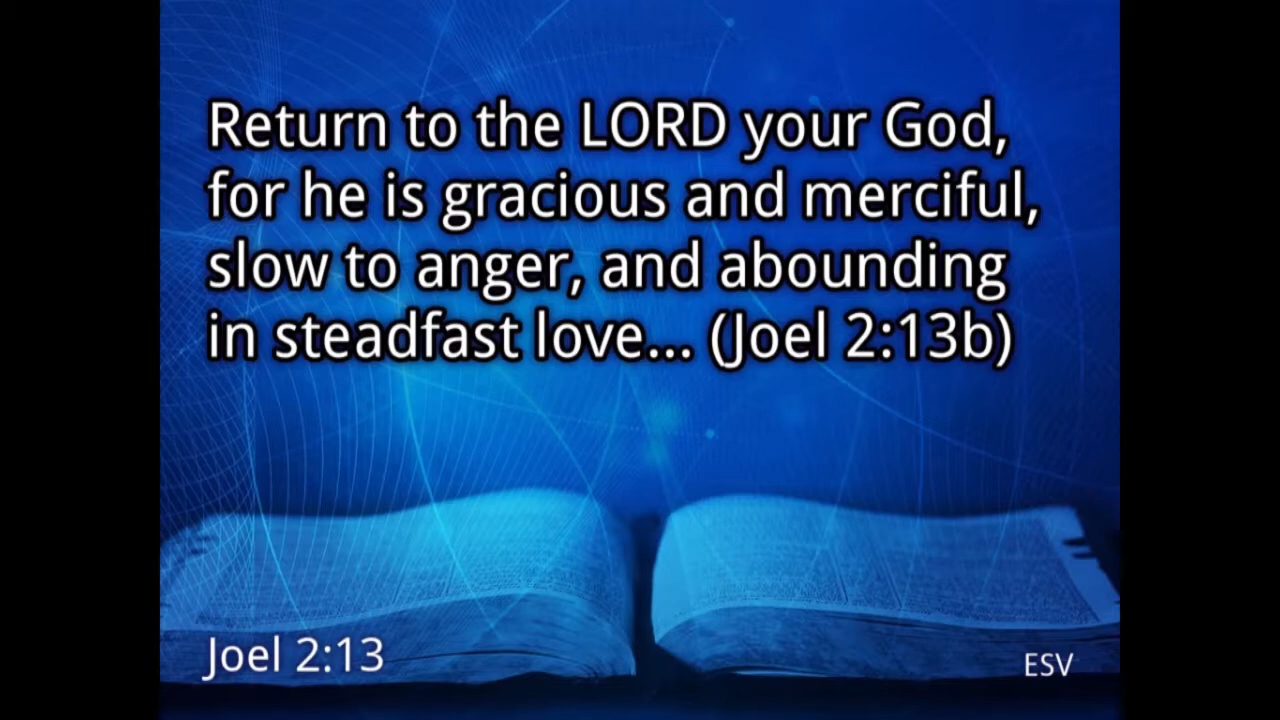 Return to the LORD your God,
for he is gracious and merciful,
slow to anger, and abounding
in steadfast love... (Joel 2:13b)
Joel 2:13
ESV